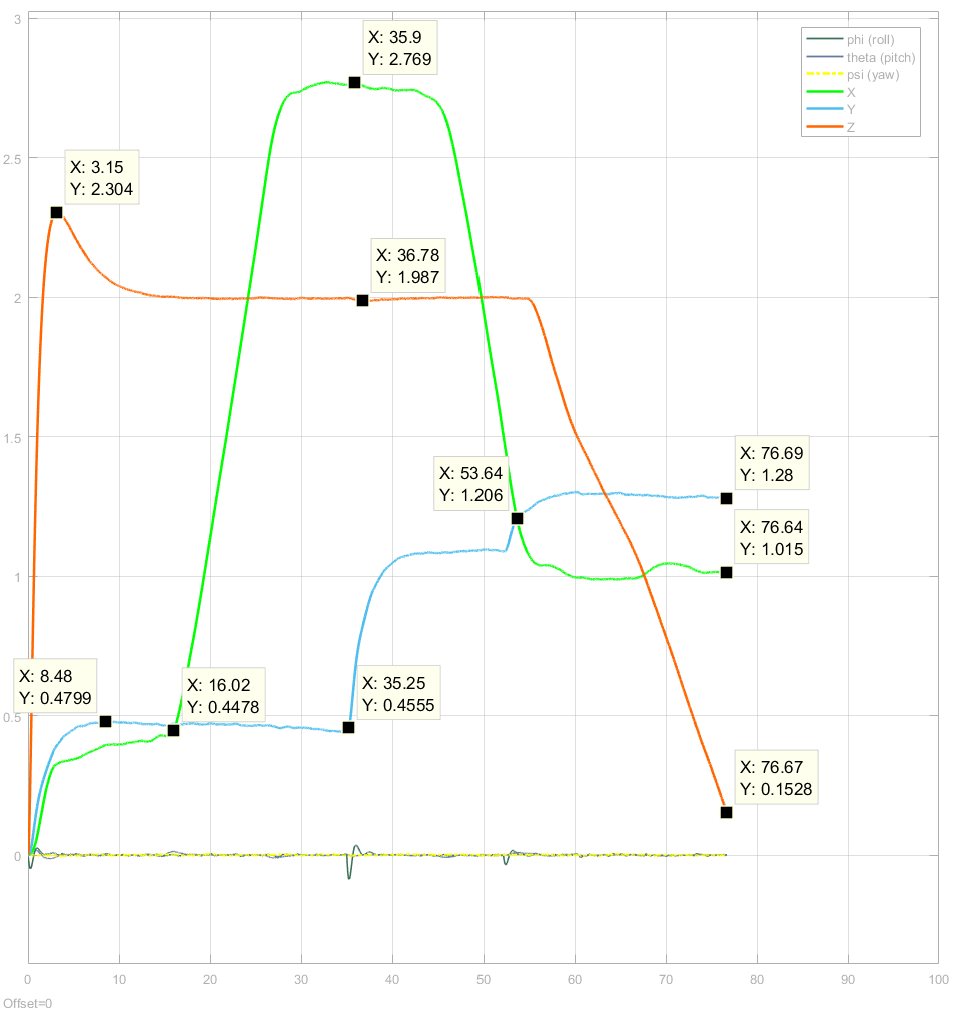 3
X: 35.9
Y: 2.769
phi (roll)
theta (pitch)
psi (yaw)
X
Y
Z
2.5
X: 3.15
Y: 2.304
X: 36.78
Y: 1.987
2
1.5
X: 53.64
Y: 1.206
X: 76.69
Y: 1.28
X: 76.64
Y: 1.015
1
X: 8.48
Y: 0.4799
X: 16.02
Y: 0.4478
X: 35.25
Y: 0.4555
0.5
X: 76.67
Y: 0.1528
0
0 10 20 30 40 50 60 70 80 90 100
Offset=0